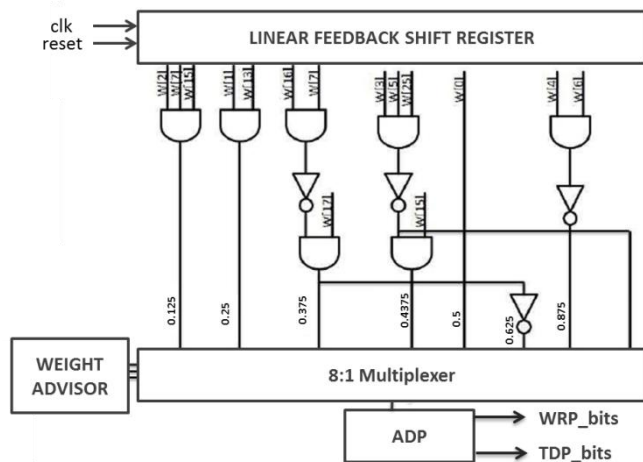 clk
reset
LINEAR FEEDBACK SHIFT REGISTER
W[2]
W[7]
W[15]
W[1]
W[13]
W[16]
W[7]
W[3]
W[5]
W[25]
W[0]
W[4]
W[6]
W[17]
W[15]
0.125
0.25
0.375
0.4375
0.5
0.625
0.875
WEIGHT
ADVISOR
8:1 Multiplexer
ADP
WRP_bits
TDP_bits